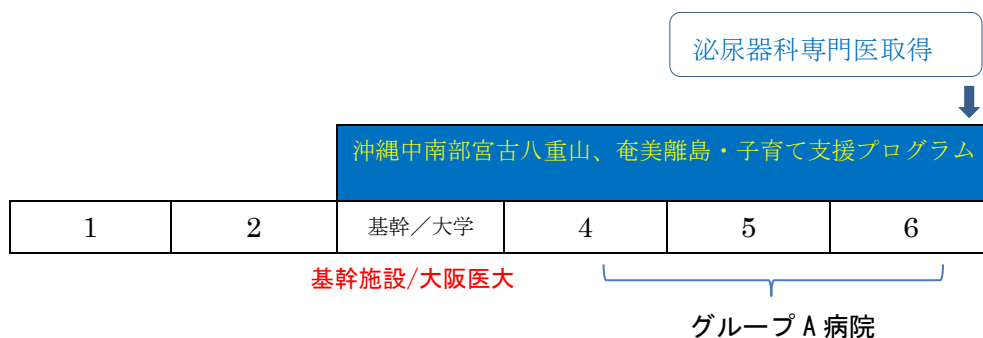 泌尿器科専門医取得
沖縄中南部宮古八重山、奄美離島・子育て支援プログラム
1 2 基幹／大学 4 5 6
基幹施設/大阪医大
グループ A 病院